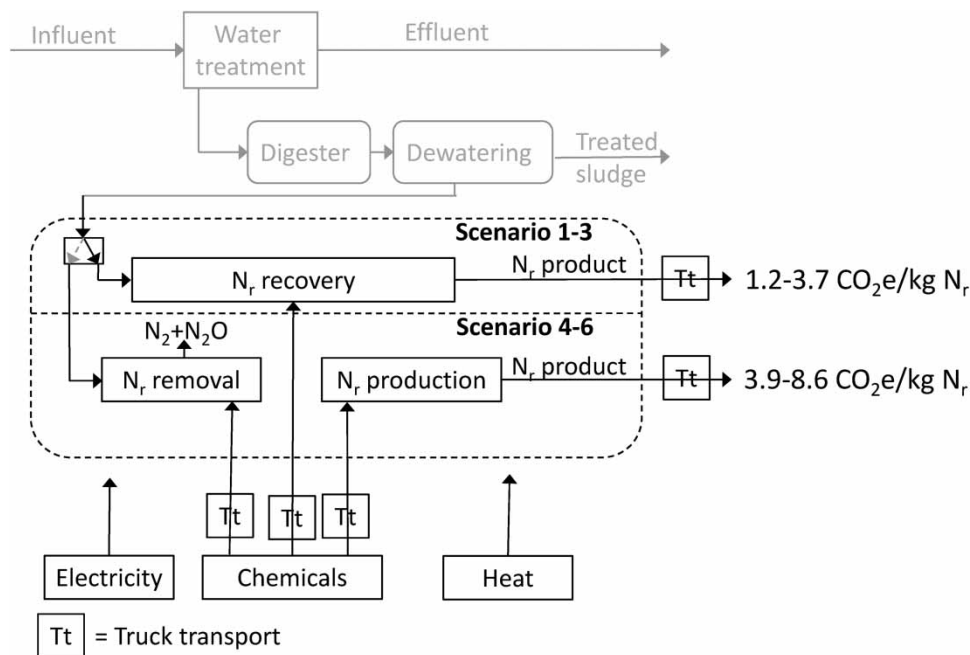 Influent
Water
treatment
Effluent
Digester
Dewatering
Treated
sludge
Scenario 1-3
Nᵣ recovery
Nᵣ product
Tt
1.2-3.7 CO₂e/kg Nᵣ
Scenario 4-6
N₂+N₂O
Nᵣ removal
Nᵣ production
Nᵣ product
Tt
3.9-8.6 CO₂e/kg Nᵣ
Tt
Tt
Tt
Electricity
Chemicals
Heat
Tt = Truck transport